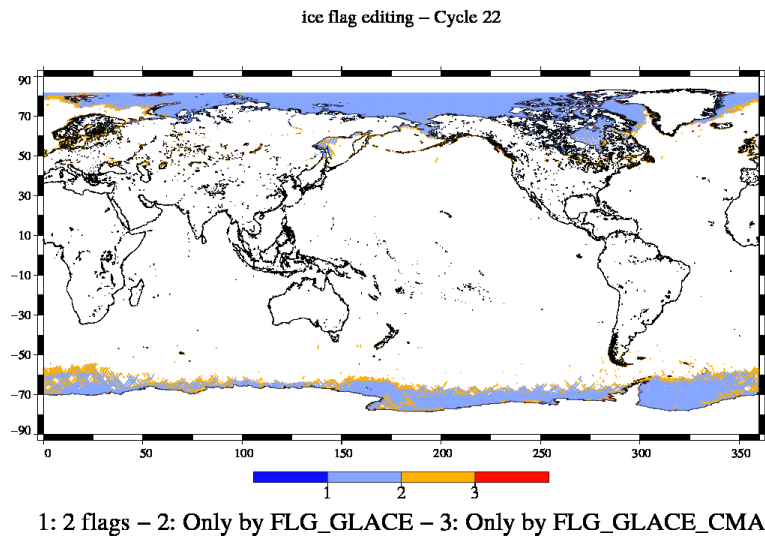 ice flag editing – Cycle 22
90
70
50
30
10
−10
−30
−50
−70
−90
0 50 100 150 200 250 300 350
1 2 3
1: 2 flags – 2: Only by FLG_GLACE – 3: Only by FLG_GLACE_CMA